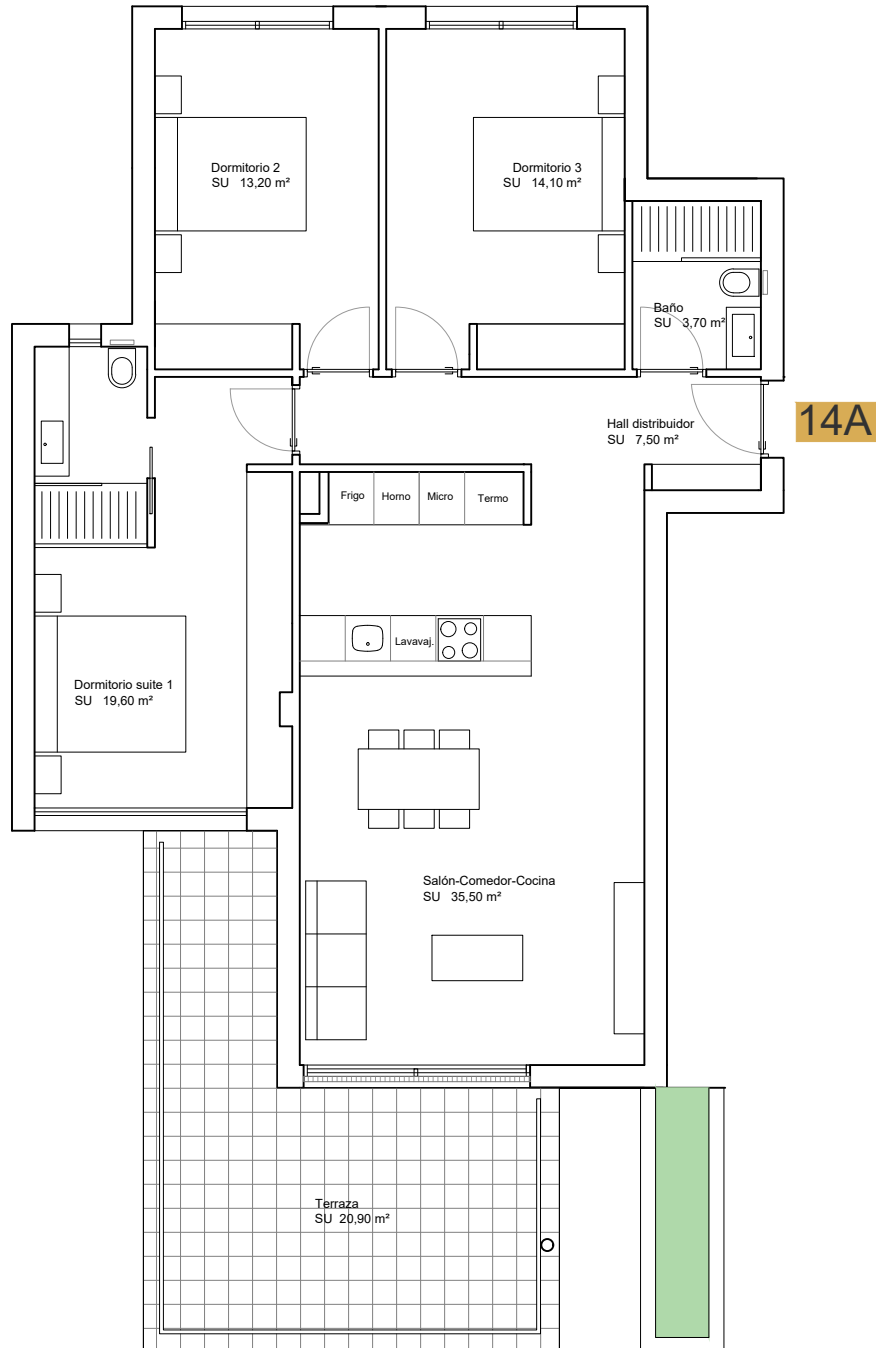 Dormitorio 2
SU 13,20 m²
Dormitorio 3
SU 14,10 m²
Baño
SU 3,70 m²
14A
Hall distribuidor
SU 7,50 m²
Frigo Horno Micro Termo
Lavavaj.
Dormitorio suite 1
SU 19,60 m²
Salón-Comedor-Cocina
SU 35,50 m²
Terraza
SU 20,90 m²